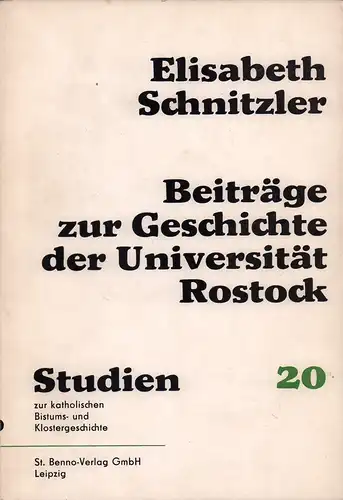 Elisabeth
Schnitzler
Beiträge
zur Geschichte
der Universität
Rostock
Studien 20
zur katholischen
Bistums- und
Klostergeschichte
St. Benno-Verlag GmbH
Leipzig